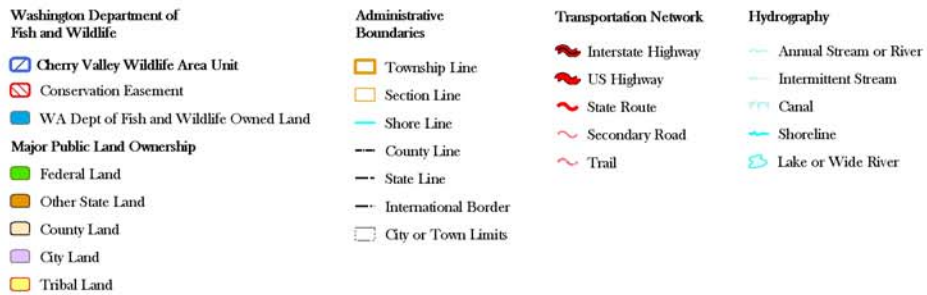 Washington Department of
Fish and Wildlife
Cherry Valley Wildlife Area Unit
Conservation Easement
WA Dept of Fish and Wildlife Owned Land
Major Public Land Ownership
Federal Land
Other State Land
County Land
City Land
Tribal Land
Administrative
Boundaries
Township Line
Section Line
Shore Line
County Line
State Line
International Border
City or Town Limits
Transportation Network
Interstate Highway
US Highway
State Route
Secondary Road
Trail
Hydrography
Annual Stream or River
Intermittent Stream
Canal
Shoreline
Lake or Wide River